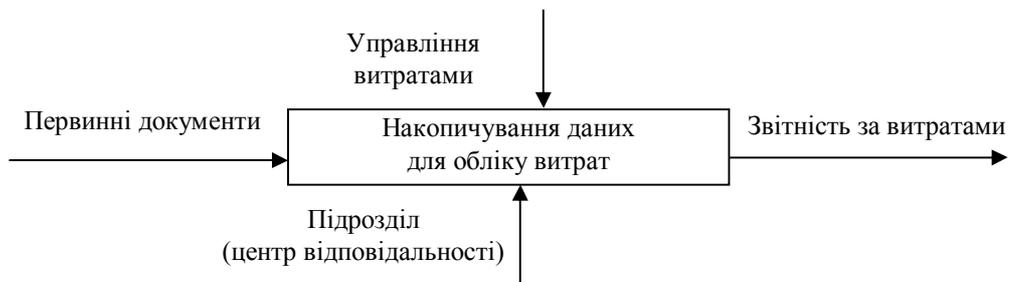 Управління
витратами
Первинні документи
Накопичування даних
для обліку витрат
Звітність за витратами
Підрозділ
(центр відповідальності)